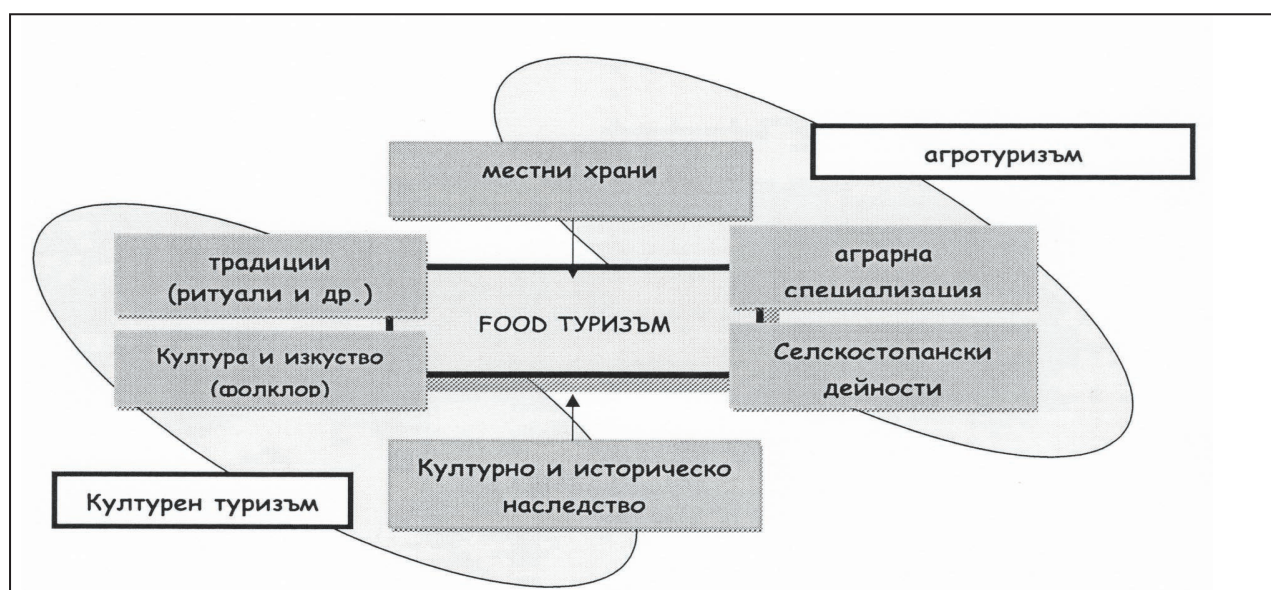 местни храни
агротуризъм
традиции
(ритуали и др.)
аграрна
специализация
FOOD ТУРИЗЪМ
Култура и изкуство
(фолклор)
Селскостопански
дейности
Културно и историческо
наследство
Културен туризъм